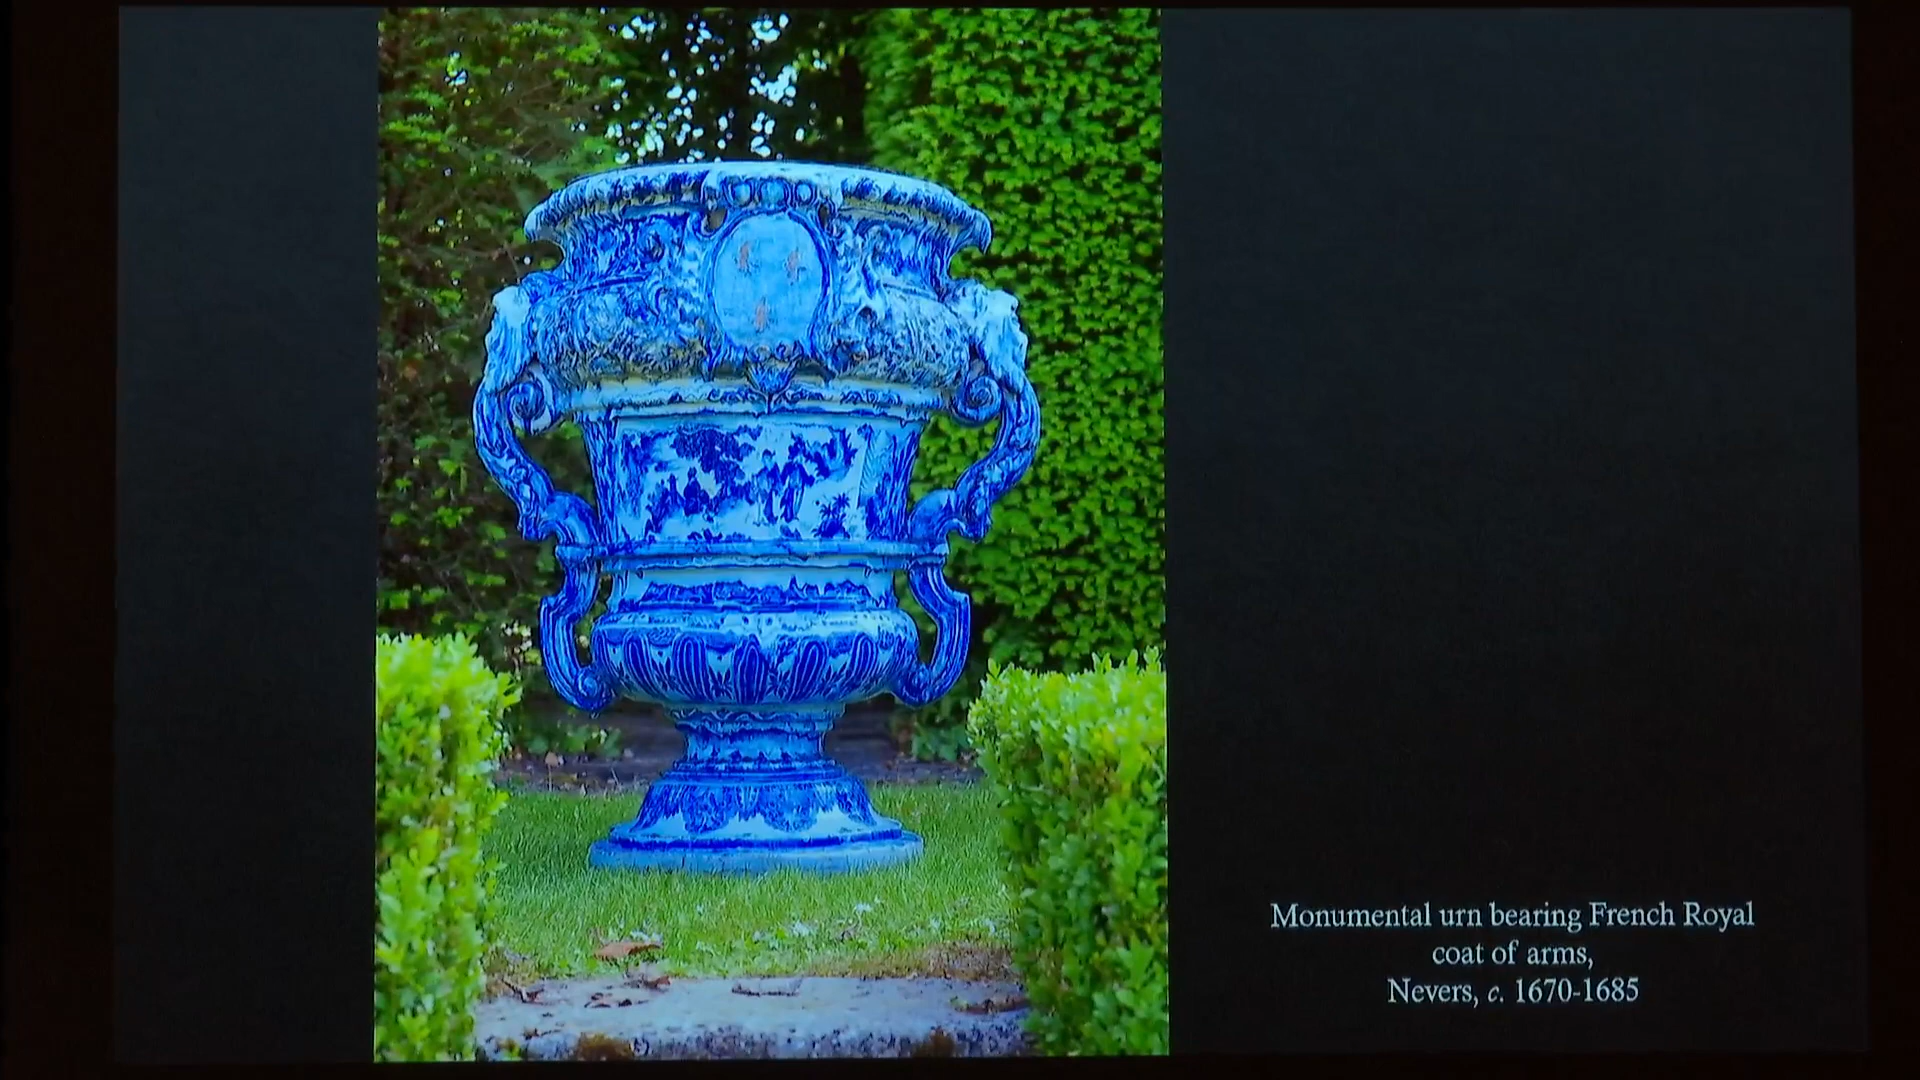 Monumental urn bearing French Royal
coat of arms,
Nevers, c. 1670-1685